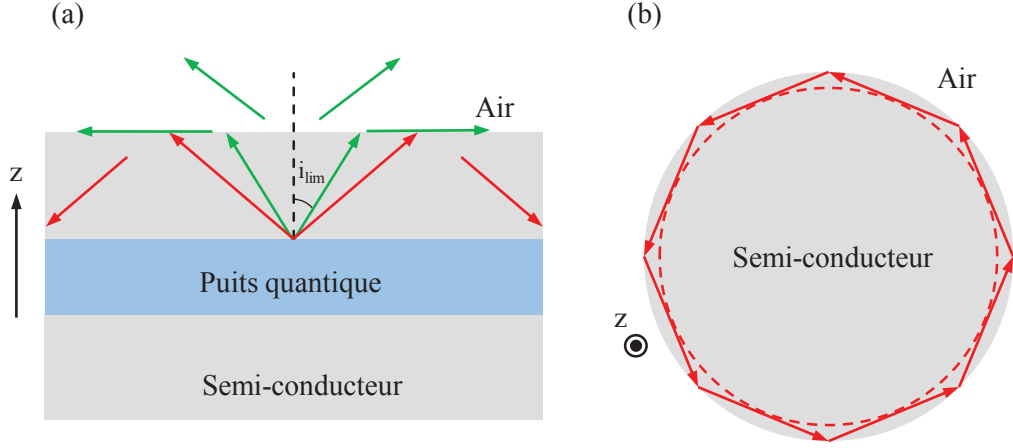 (a)
Air
z
i_lim
Puits quantique
Semi-conducteur
(b)
Air
Semi-conducteur
z